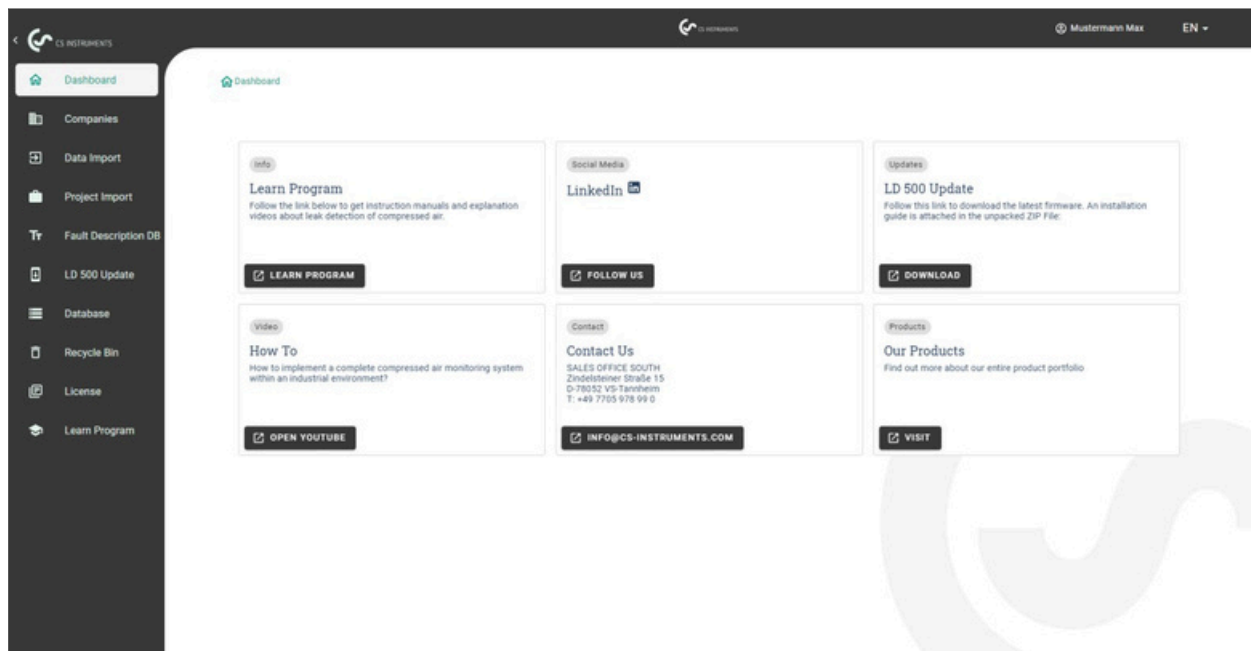 CS INSTRUMENTS
CS INSTRUMENTS
Mustermann Max
EN
Dashboard
Companies
Data Import
Project Import
Fault Description DB
LD 500 Update
Database
Recycle Bin
License
Learn Program
Dashboard
Info
Learn Program
Follow the link below to get instruction manuals and explanation
videos about leak detection of compressed air.
LEARN PROGRAM
Social Media
LinkedIn
FOLLOW US
Updates
LD 500 Update
Follow this link to download the latest firmware. An installation
guide is attached in the unpacked ZIP File:
DOWNLOAD
Video
How To
How to implement a complete compressed air monitoring system
within an industrial environment?
OPEN YOUTUBE
Contact
Contact Us
SALES OFFICE SOUTH
Zindelsteiner Straße 15
D-78052 VS-Tannheim
T: +49 7705 978 99 0
INFO@CS-INSTRUMENTS.COM
Products
Our Products
Find out more about our entire product portfolio
VISIT